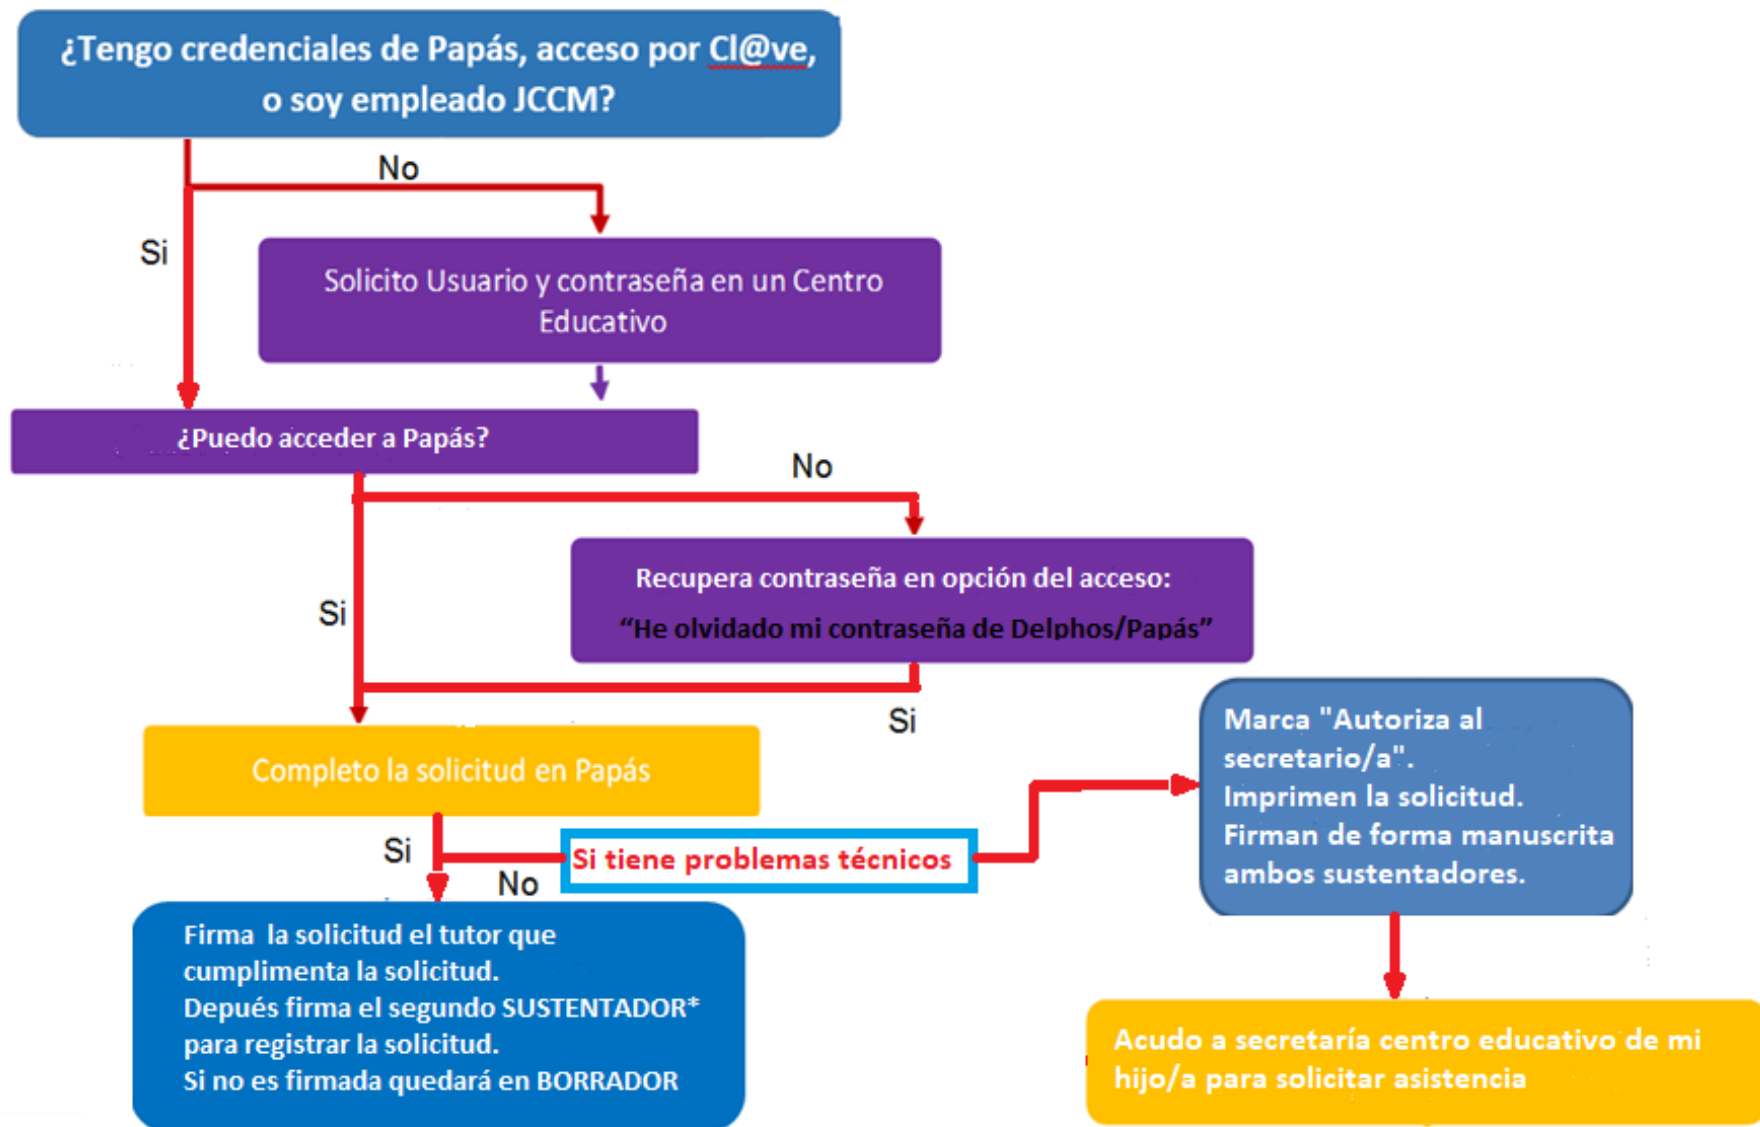 ¿Tengo credenciales de Papás, acceso por Cl@ve,
o soy empleado JCCM?
No
Si
Solicito Usuario y contraseña en un Centro
Educativo
¿Puedo acceder a Papás?
No
Si
Recupera contraseña en opción del acceso:
“He olvidado mi contraseña de Delphos/Papás”
Si
Completo la solicitud en Papás
Si
No
Si tiene problemas técnicos
Marca "Autoriza al
secretario/a".
Imprimen la solicitud.
Firman de forma manuscrita
ambos sustentadores.
Firma la solicitud el tutor que
cumplimenta la solicitud.
Depués firma el segundo SUSTENTADOR*
para registrar la solicitud.
Si no es firmada quedará en BORRADOR
Acudo a secretaría centro educativo de mi
hijo/a para solicitar asistencia